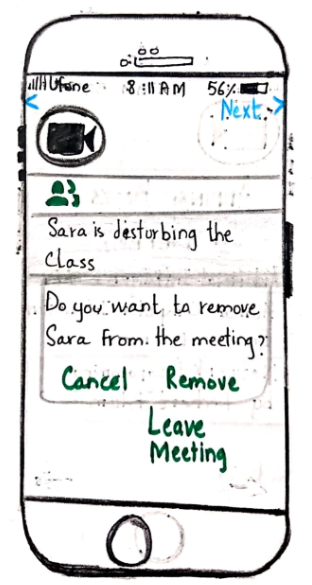 Ufone 8:11 AM 56%
< Next >
Sara is desturbing the
Class
Do you want to remove
Sara from the meeting?
Cancel Remove
Leave
Meeting